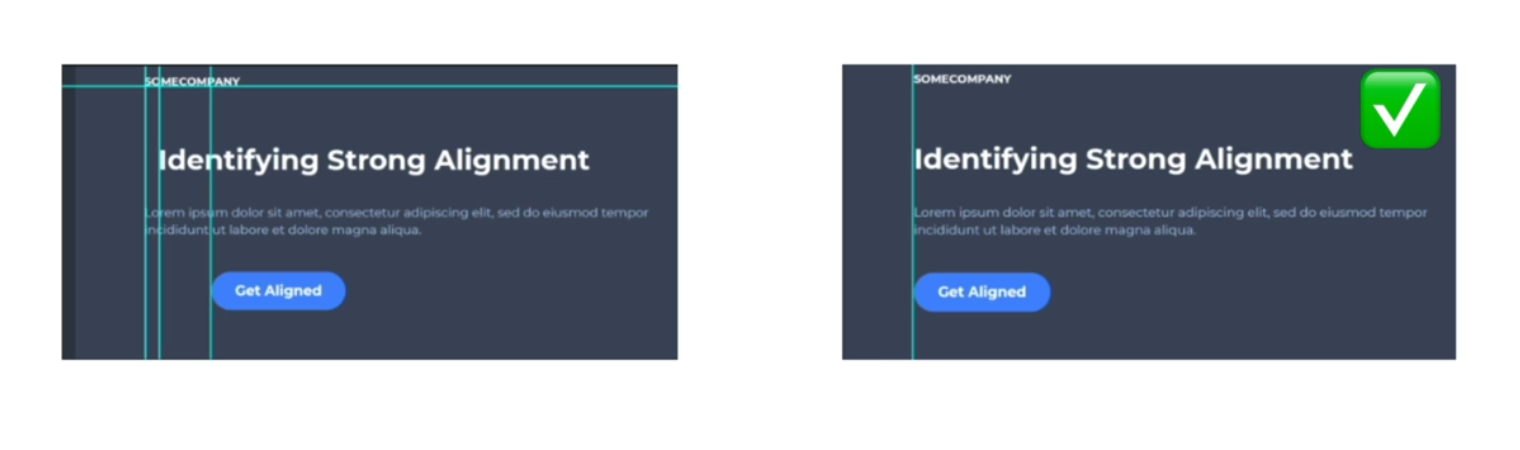 SOMECOMPANY
Identifying Strong Alignment
Lorem ipsum dolor sit amet, consectetur adipiscing elit, sed do eiusmod tempor
incididunt ut labore et dolore magna aliqua.
Get Aligned
SOMECOMPANY
Identifying Strong Alignment
Lorem ipsum dolor sit amet, consectetur adipiscing elit, sed do eiusmod tempor
incididunt ut labore et dolore magna aliqua.
Get Aligned